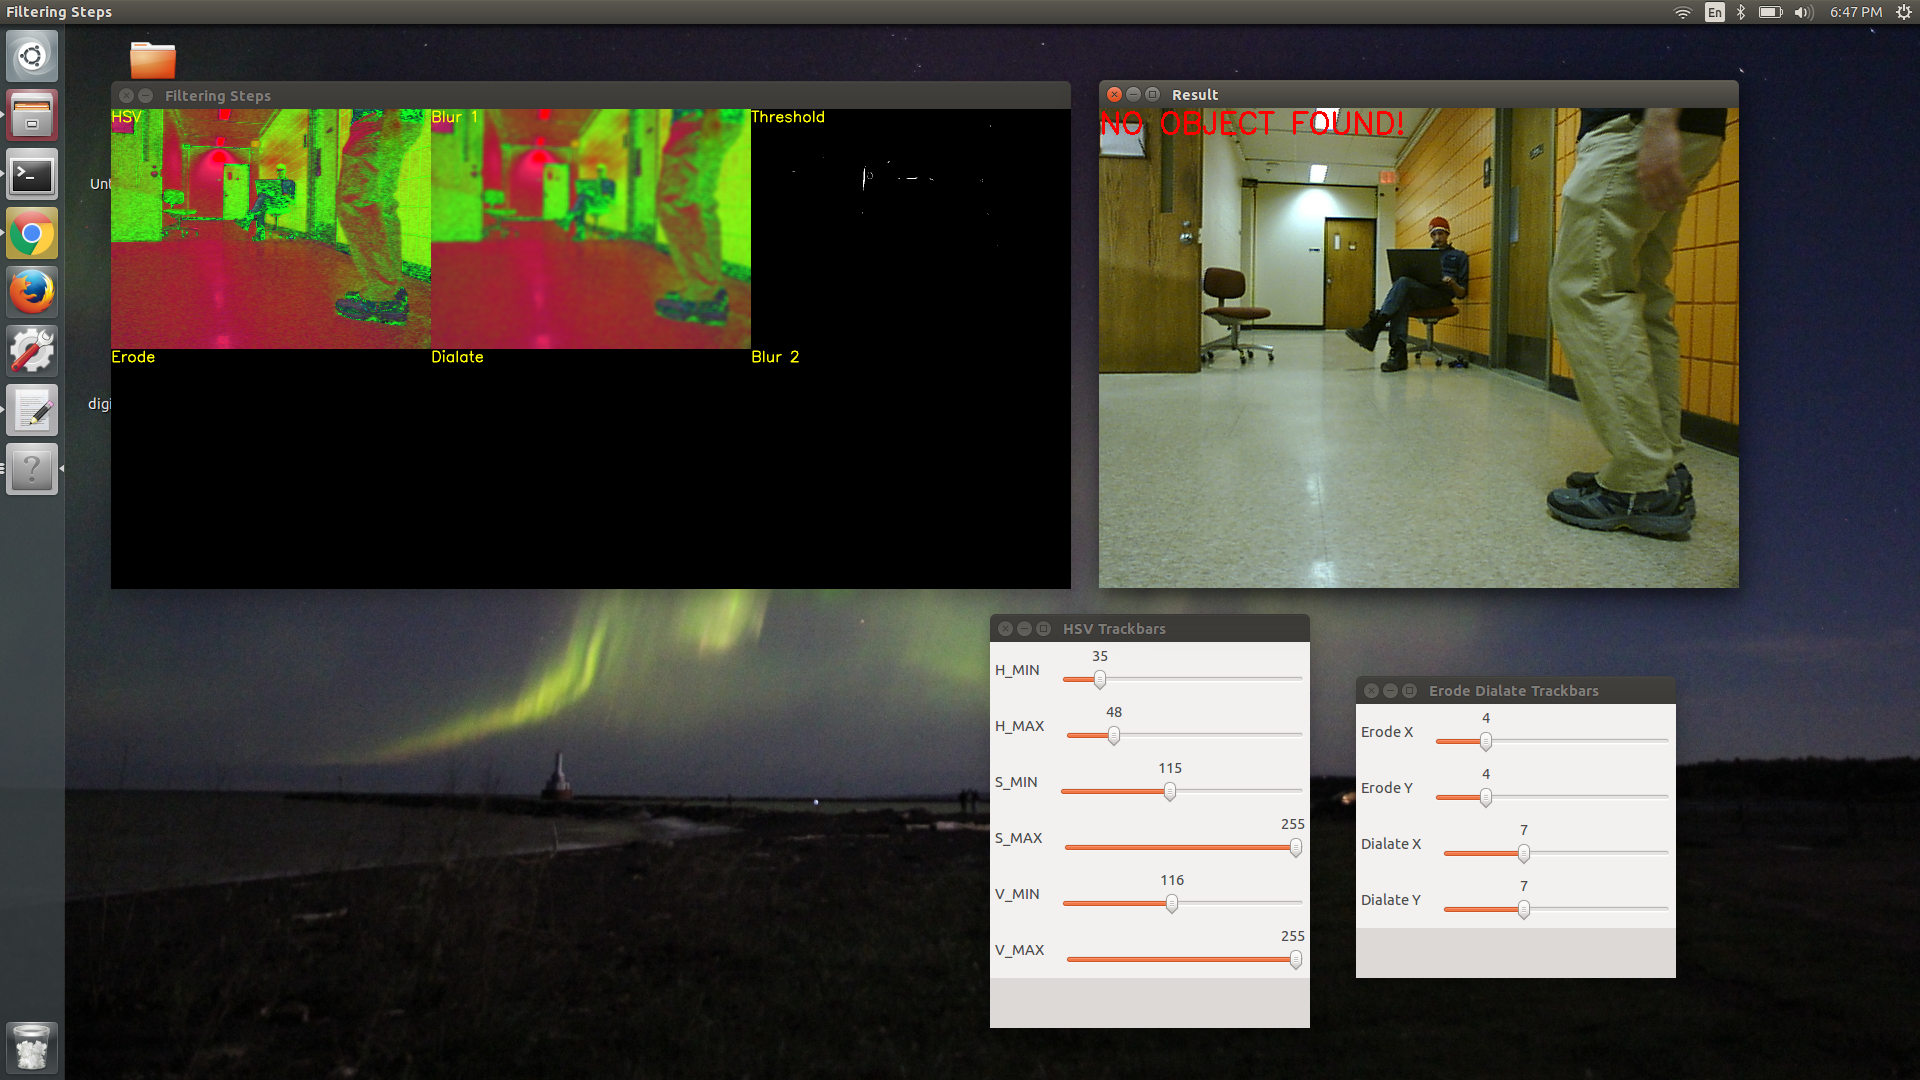 Filtering Steps
En
6:47 PM
Unt
digi
Filtering Steps
HSV
Blur 1
Threshold
Erode
Dialate
Blur 2
Result
NO OBJECT FOUND!
HSV Trackbars
35
H_MIN
48
H_MAX
115
S_MIN
255
S_MAX
116
V_MIN
255
V_MAX
Erode Dialate Trackbars
4
Erode X
4
Erode Y
7
Dialate X
7
Dialate Y